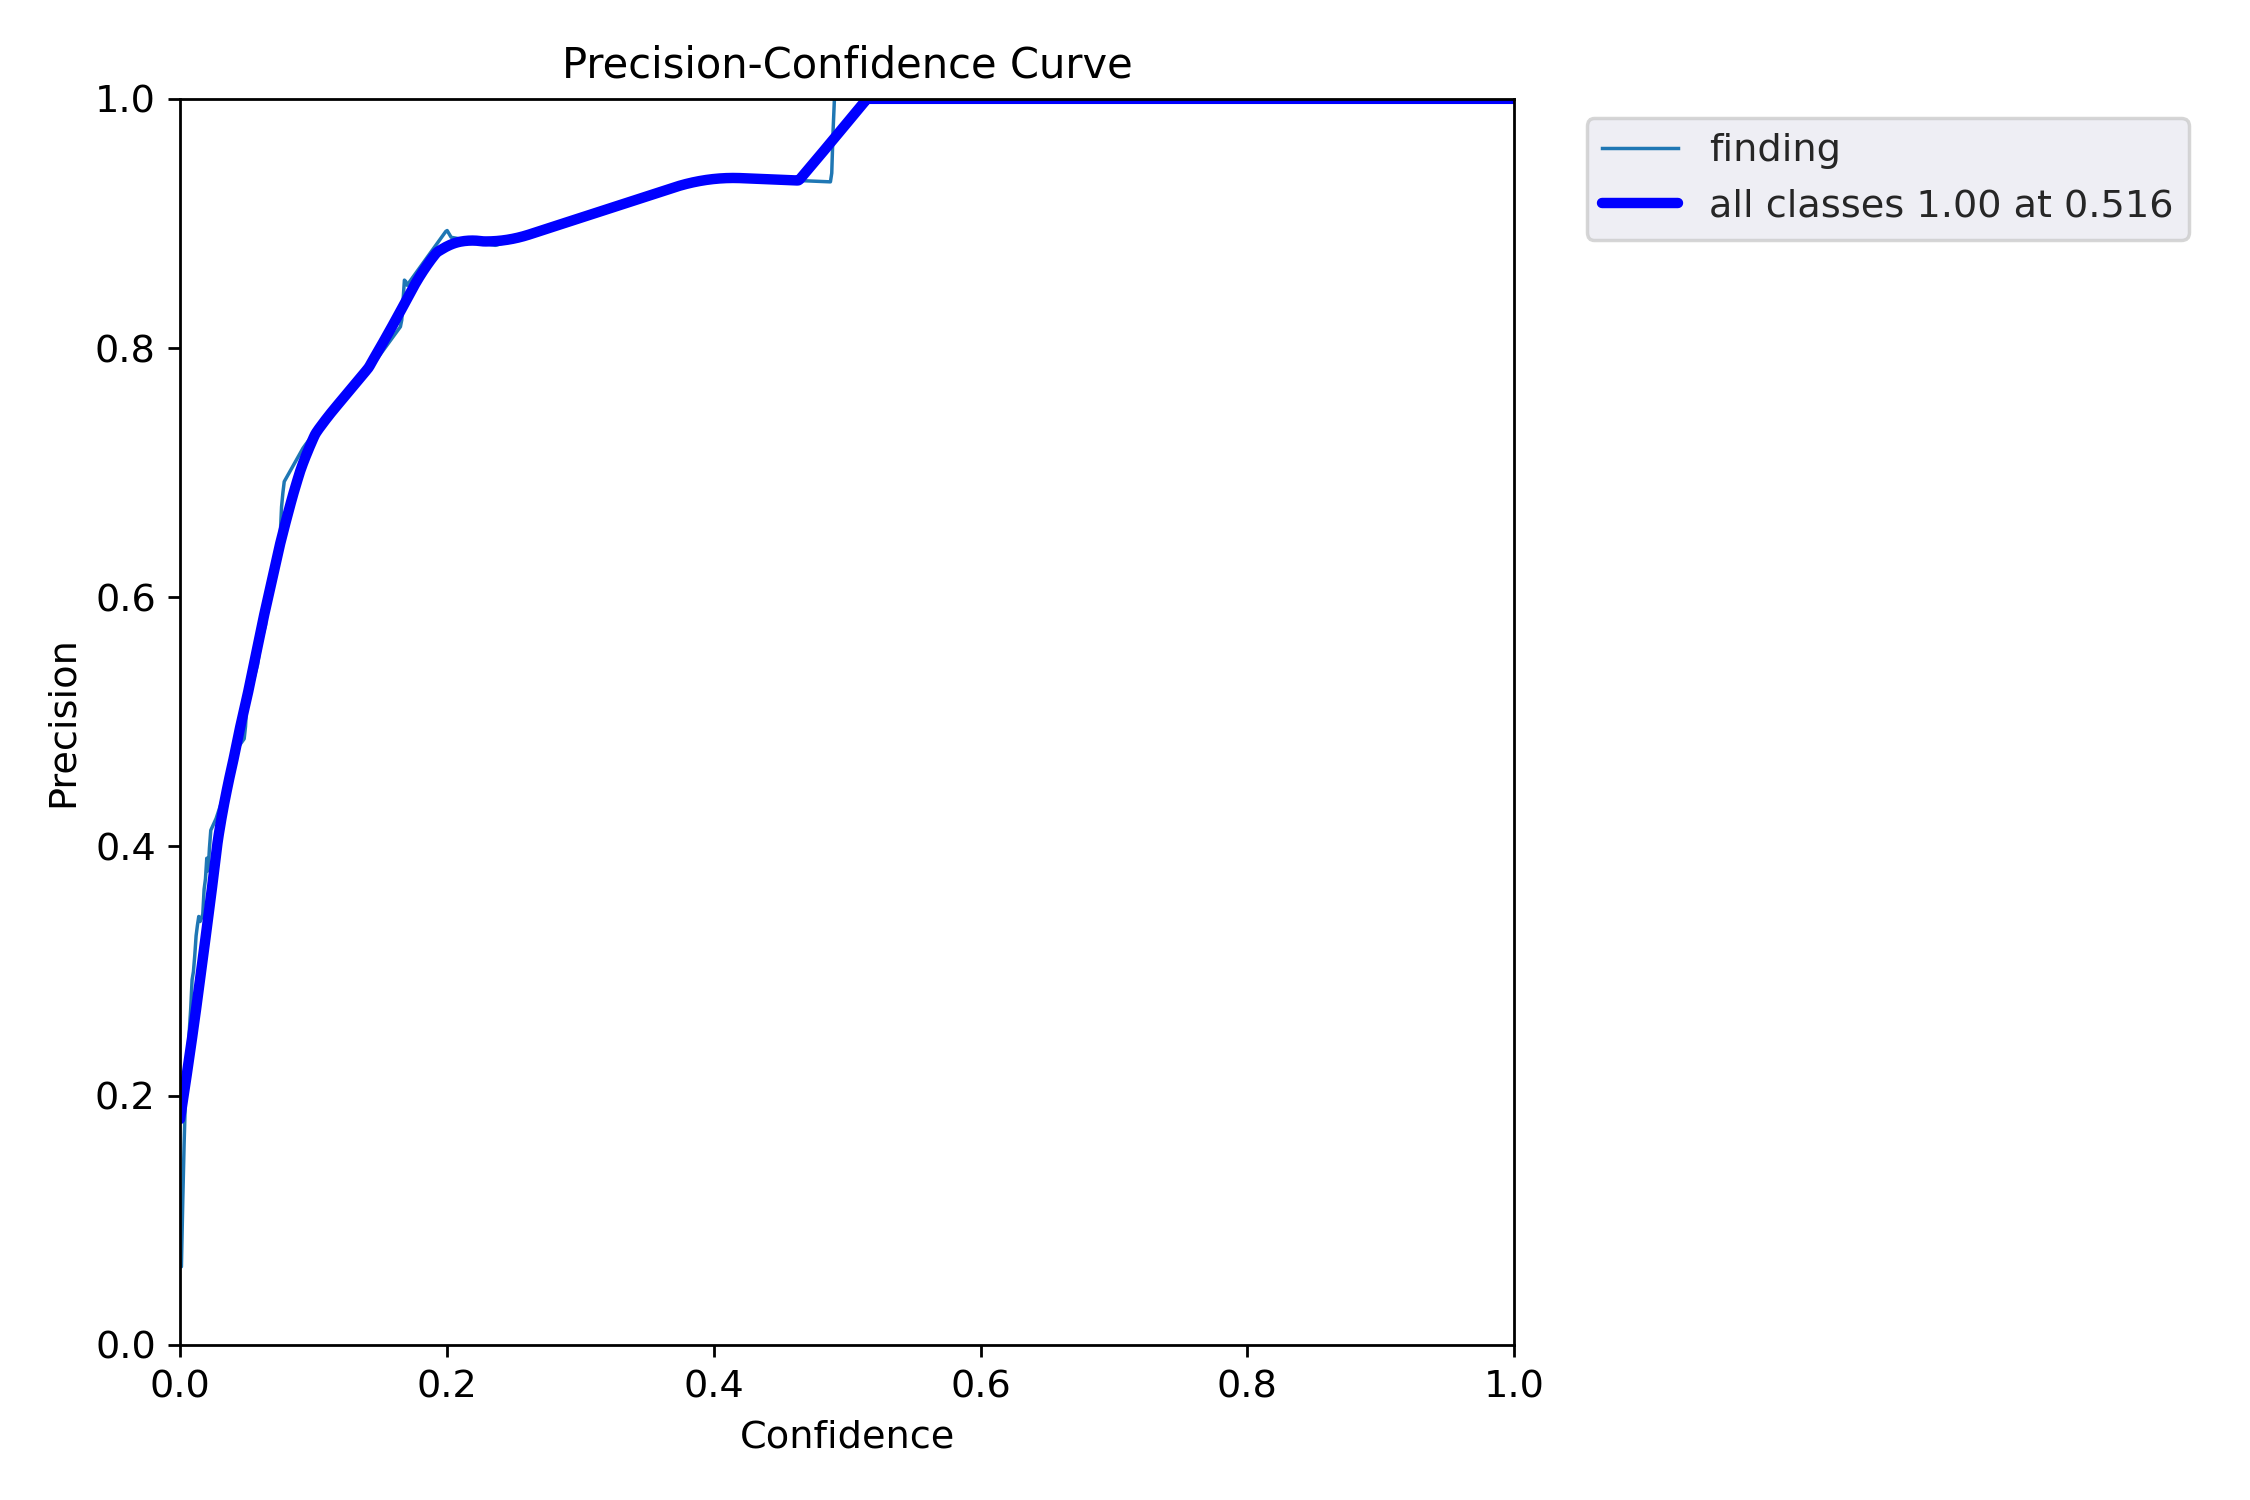 Precision-Confidence Curve
1.0
0.8
0.6
0.4
0.2
0.0
Precision
0.0 0.2 0.4 0.6 0.8 1.0
Confidence
finding
all classes 1.00 at 0.516